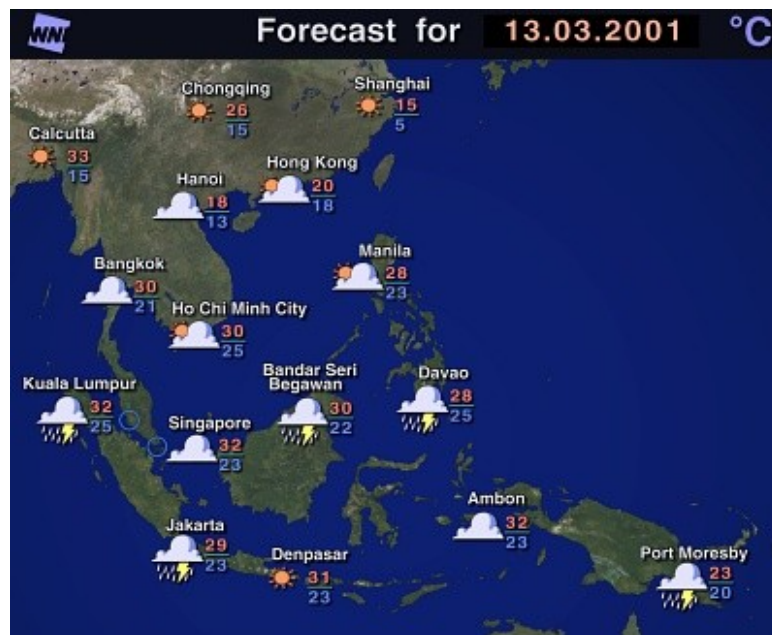 WNI
Forecast for 13.03.2001 °C
Chongqing
26
15
Shanghai
15
5
Calcutta
33
15
Hong Kong
20
18
Hanoi
18
13
Manila
28
23
Bangkok
30
21
Ho Chi Minh City
30
25
Kuala Lumpur
32
25
Bandar Seri
Begawan
30
22
Davao
28
25
Singapore
32
23
Ambon
32
23
Jakarta
29
23
Denpasar
31
23
Port Moresby
23
20